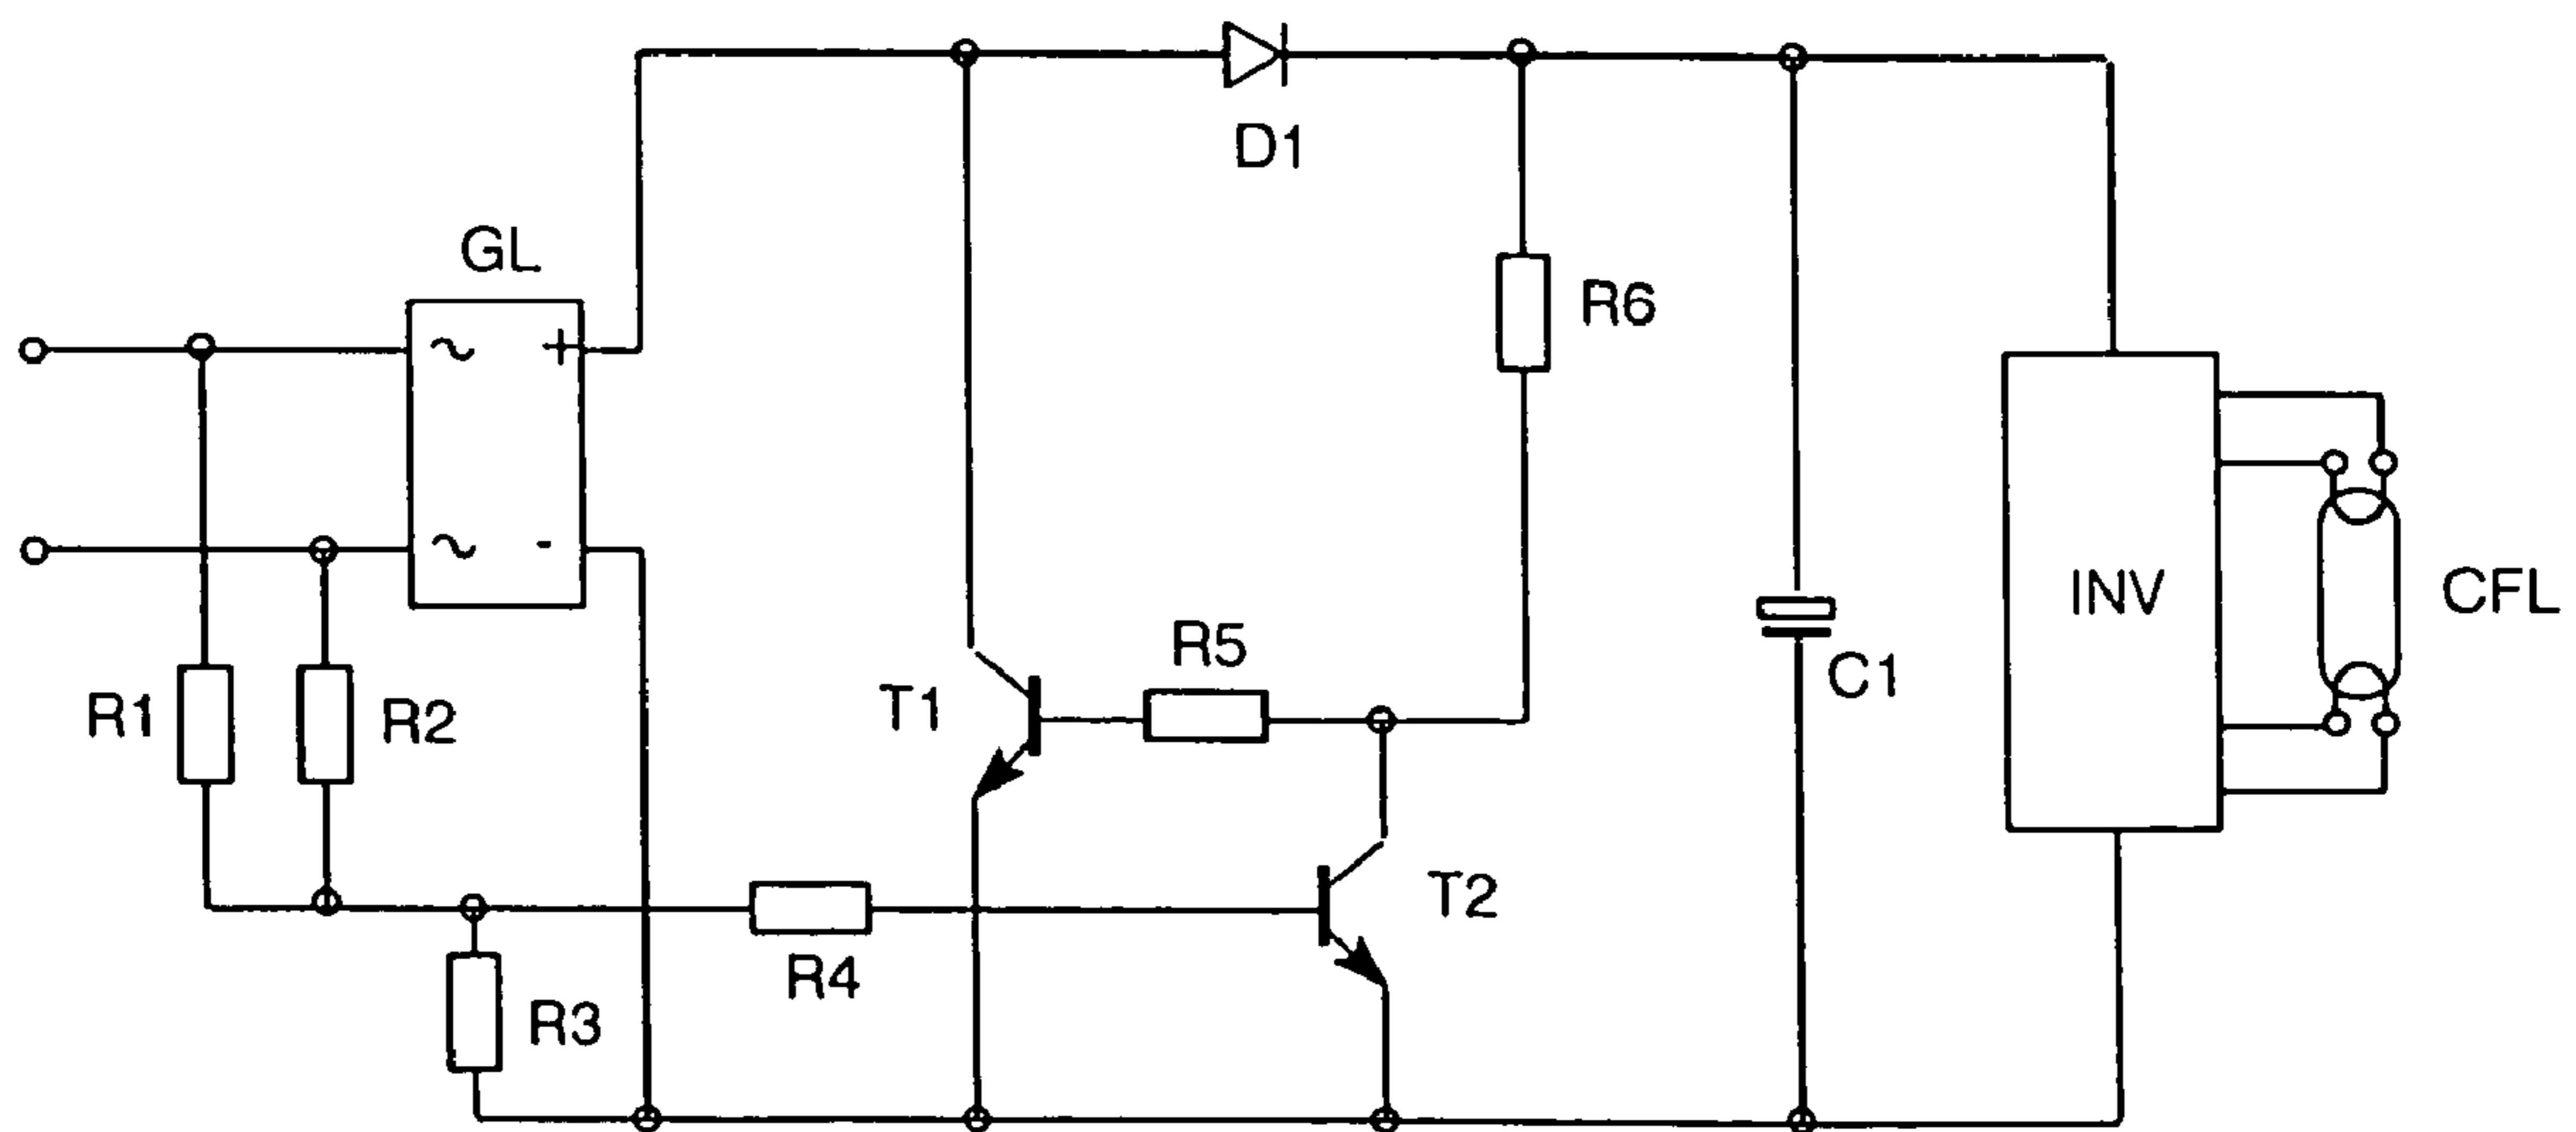 D1
GL
~ +
~ -
R6
R5
T1
R1
R2
C1
INV
CFL
T2
R4
R3